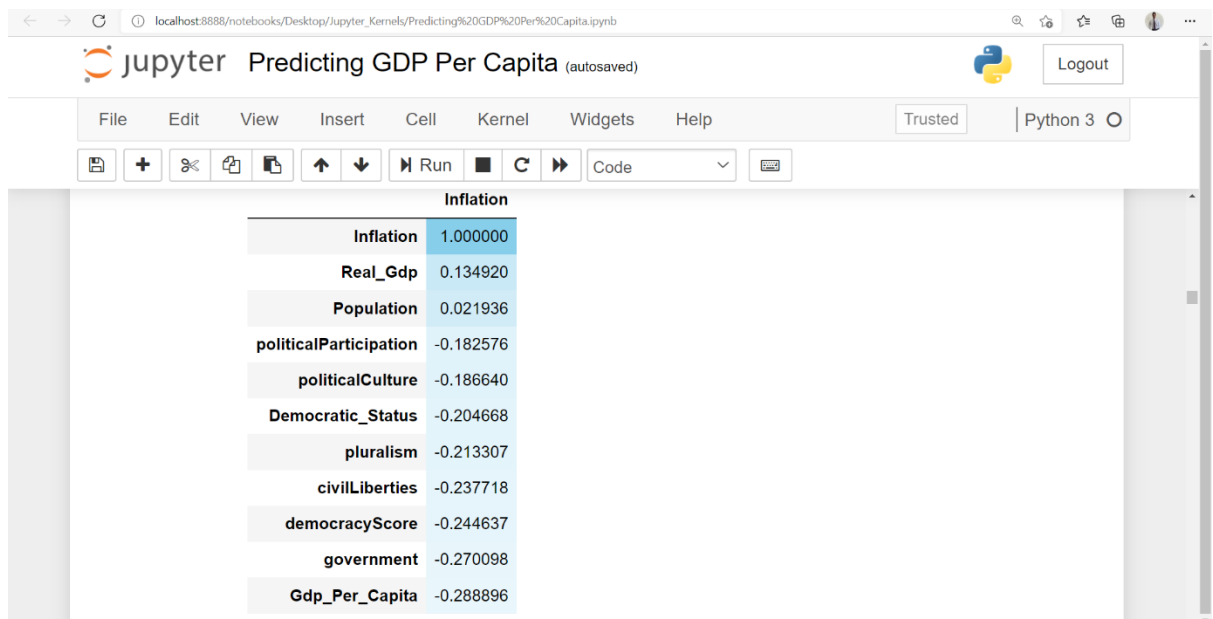 localhost:8888/notebooks/Desktop/Jupyter_Kernels/Predicting%20GDP%20Per%20Capita.ipynb
jupyter Predicting GDP Per Capita (autosaved) Logout
File Edit View Insert Cell Kernel Widgets Help Trusted Python 3
Run Code
Inflation
Inflation 1.000000
Real_Gdp 0.134920
Population 0.021936
politicalParticipation -0.182576
politicalCulture -0.186640
Democratic_Status -0.204668
pluralism -0.213307
civilLiberties -0.237718
democracyScore -0.244637
government -0.270098
Gdp_Per_Capita -0.288896